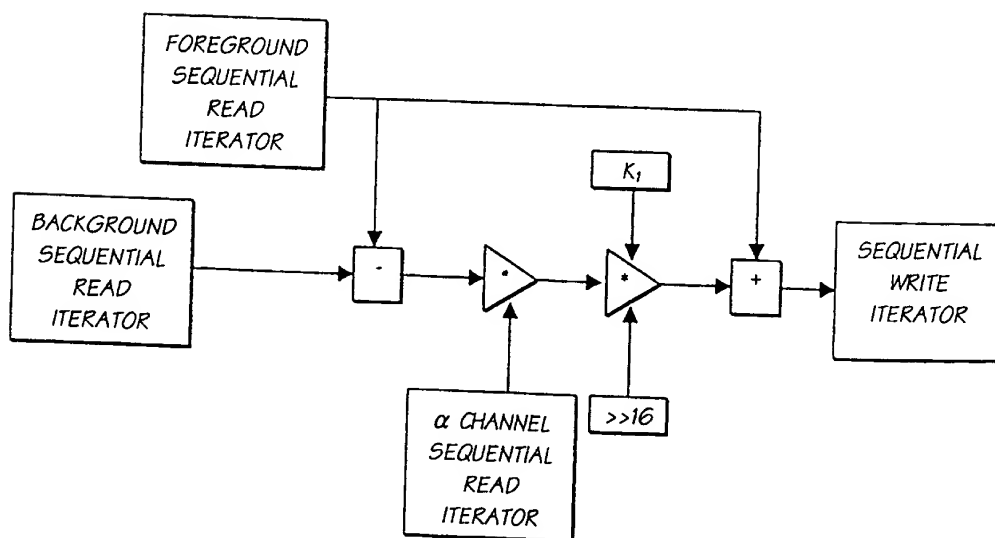 FOREGROUND
SEQUENTIAL
READ
ITERATOR
K₁
BACKGROUND
SEQUENTIAL
READ
ITERATOR
-
*
*
+
SEQUENTIAL
WRITE
ITERATOR
α CHANNEL
SEQUENTIAL
READ
ITERATOR
>>16